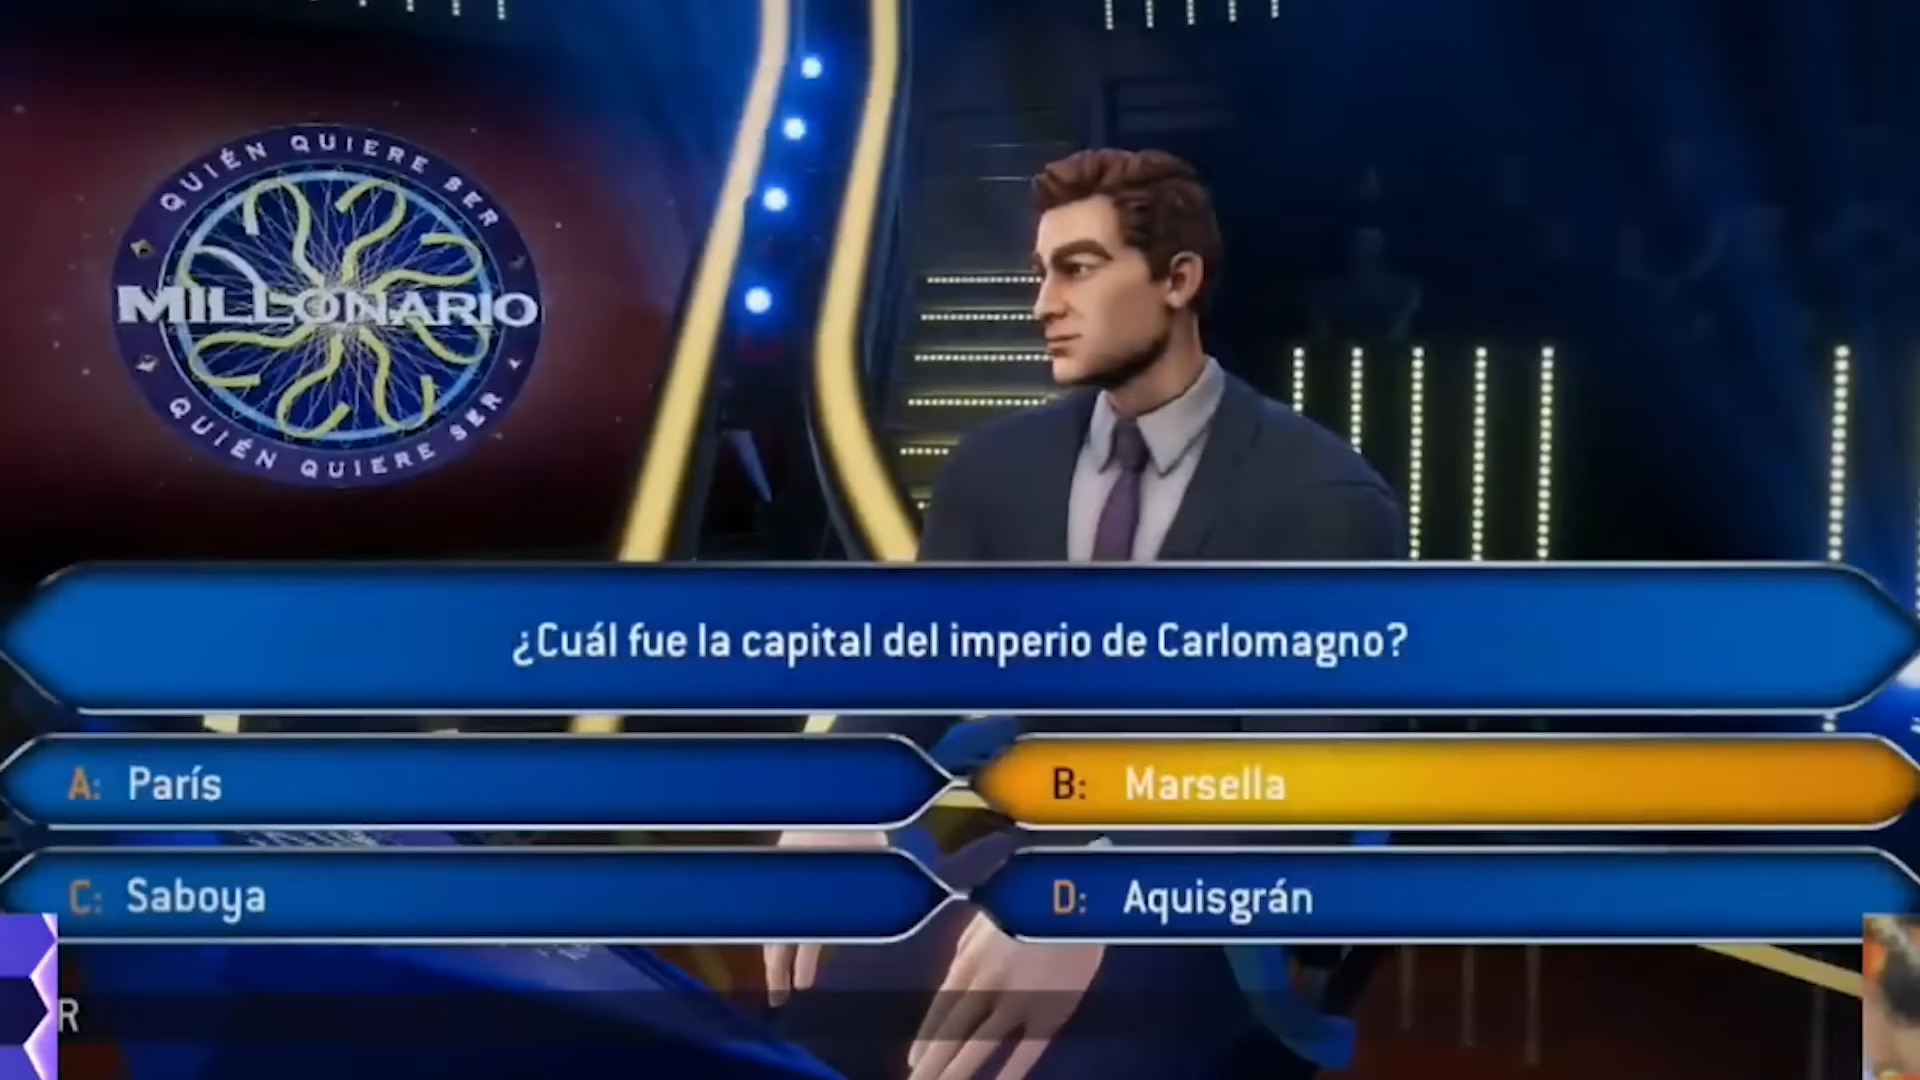 QUIÉN QUIERE SER
MILLONARIO
QUIÉN QUIERE SER
¿Cuál fue la capital del imperio de Carlomagno?
A: París
B: Marsella
C: Saboya
D: Aquisgrán
R